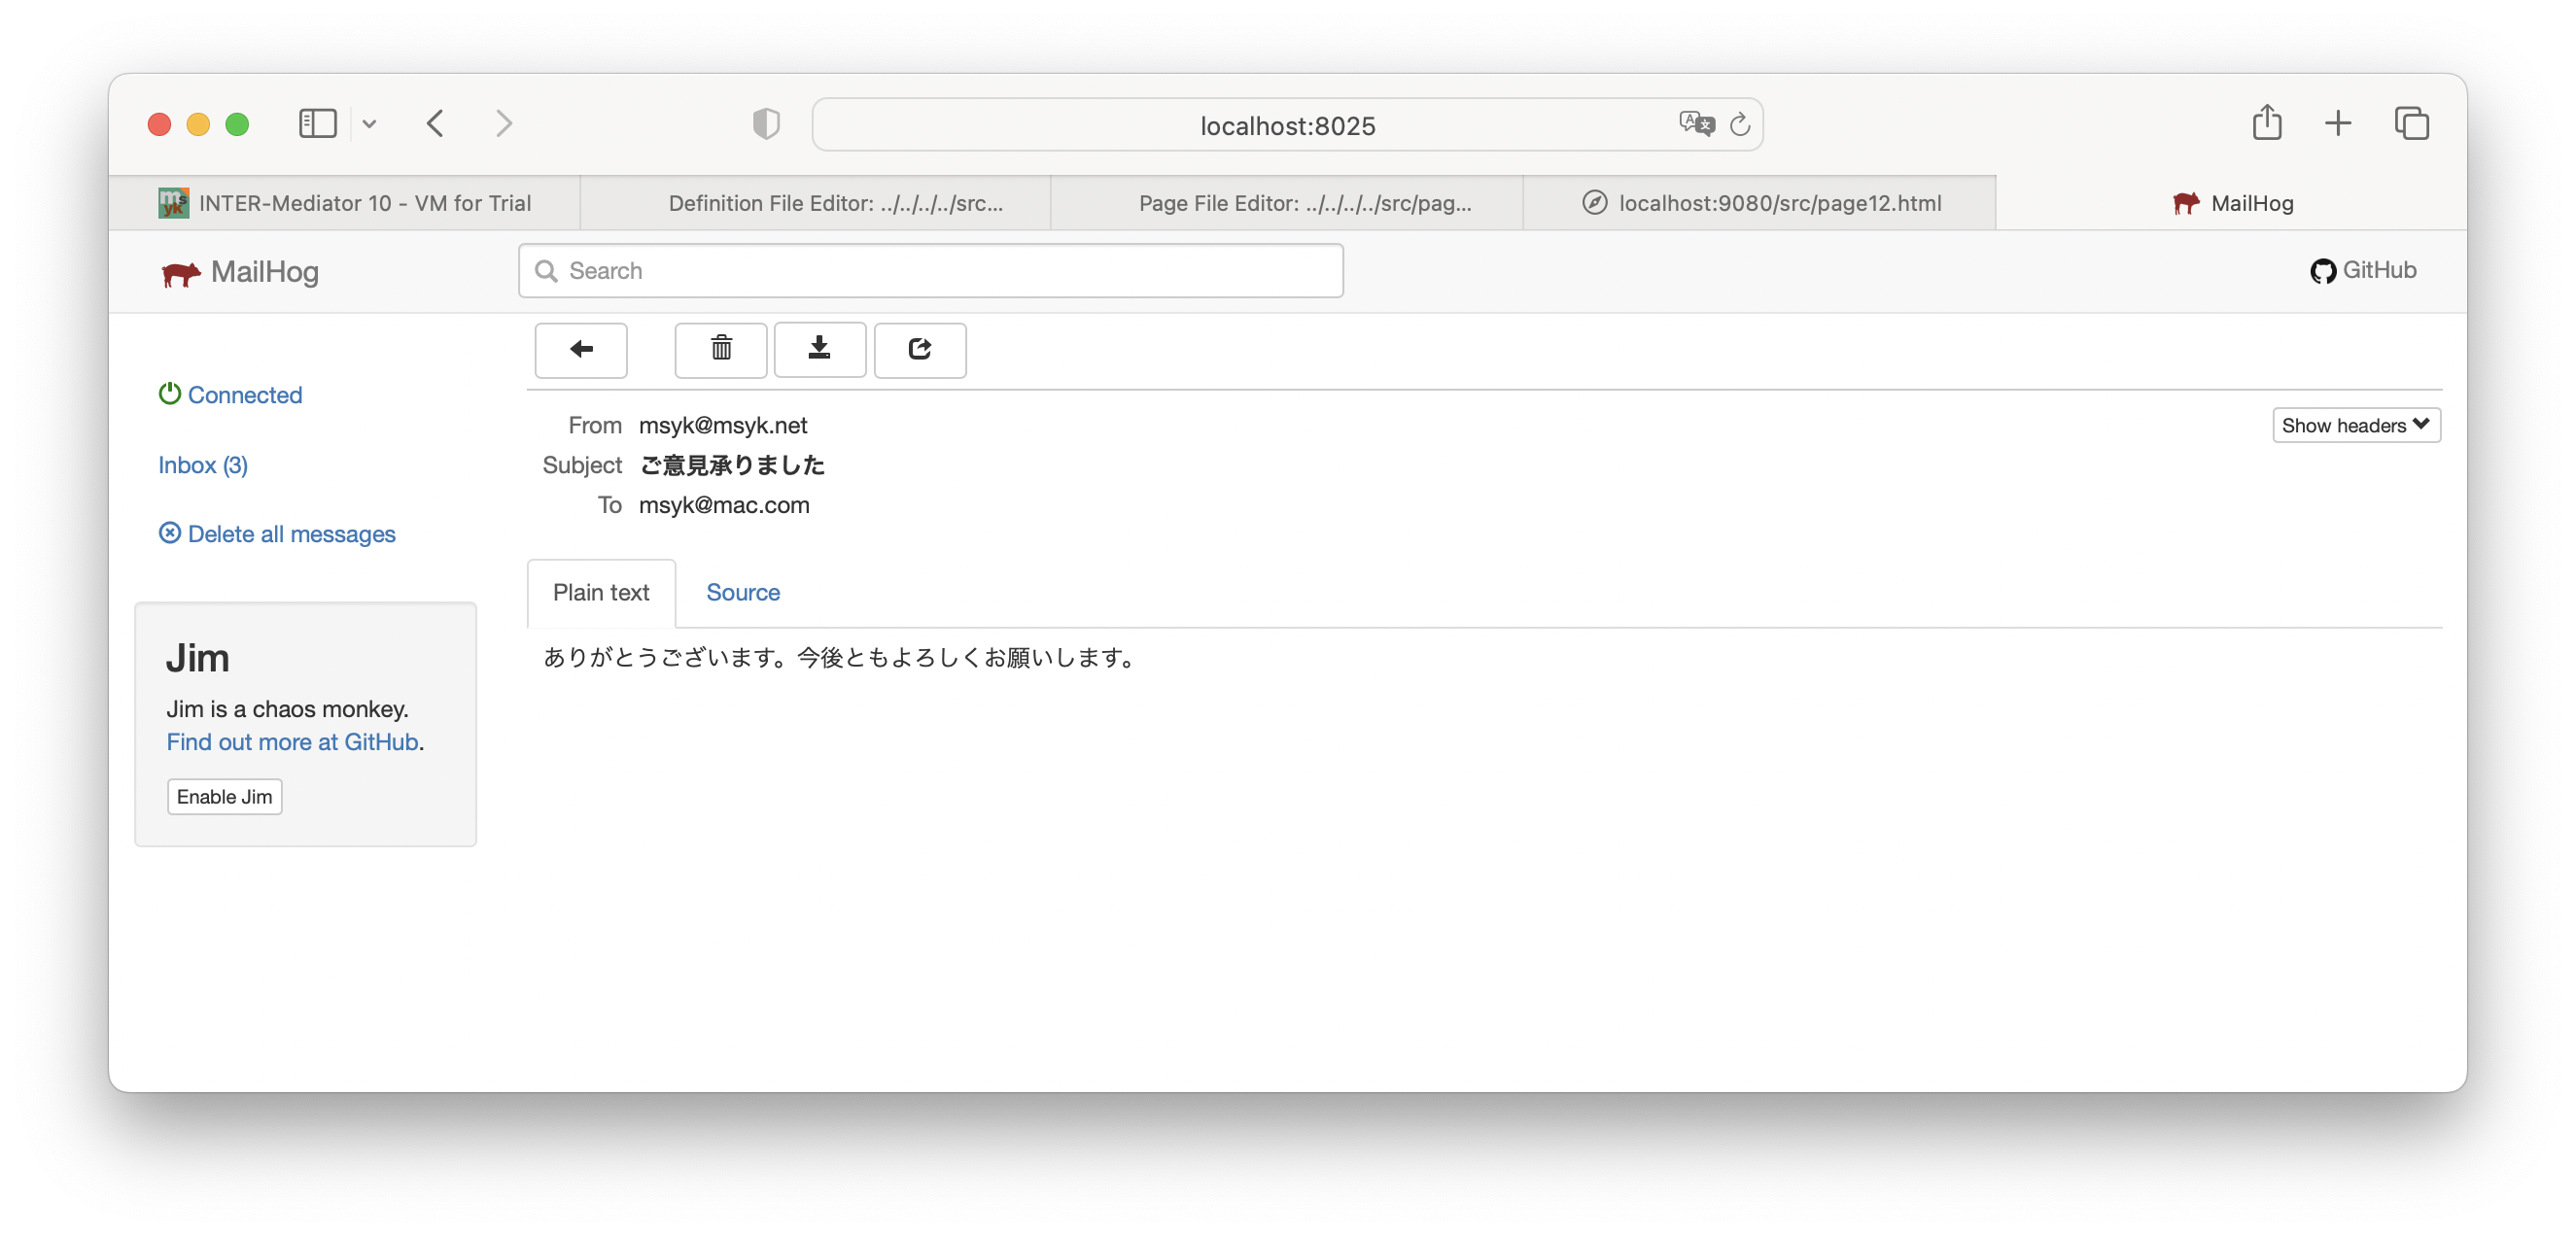 localhost:8025
INTER-Mediator 10 - VM for Trial
Definition File Editor: ../../../../src...
Page File Editor: ../../../../src/pag...
localhost:9080/src/page12.html
MailHog
MailHog
Search
GitHub
Connected
Inbox (3)
Delete all messages
Jim
Jim is a chaos monkey.
Find out more at GitHub.
Enable Jim
From msyk@msyk.net
Show headers
Subject ご意見承りました
To msyk@mac.com
Plain text
Source
ありがとうございます。今後ともよろしくお願いします。